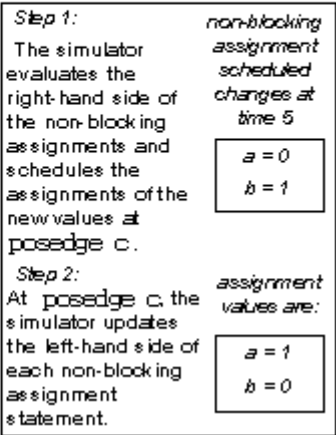 Step 1:
The simulator
evaluates the
right-hand side of
the non-blocking
assignments and
schedules the
assignments of the
new values at
posedge c.
non-blocking
assignment
scheduled
changes at
time 5
a = 0
b = 1
Step 2:
At posedge c, the
simulator updates
the left-hand side of
each non-blocking
assignment
statement.
assignment
values are:
a = 1
b = 0